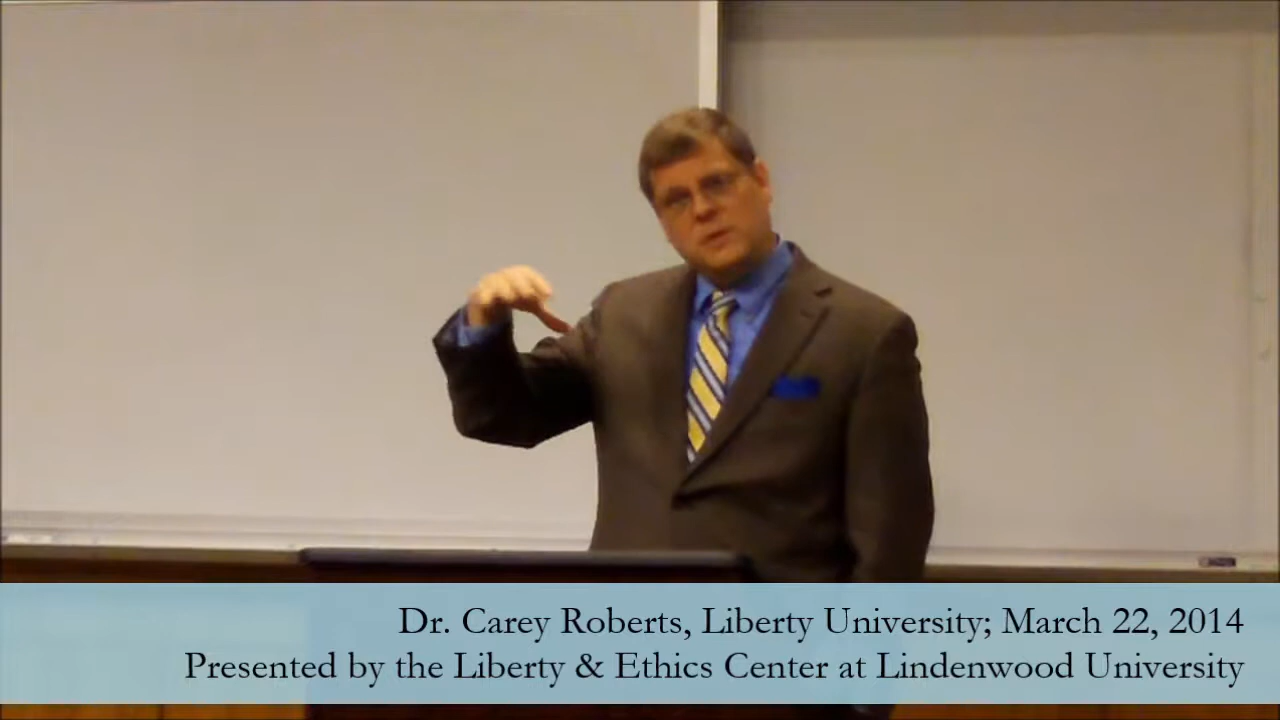 Dr. Carey Roberts, Liberty University; March 22, 2014
Presented by the Liberty & Ethics Center at Lindenwood University